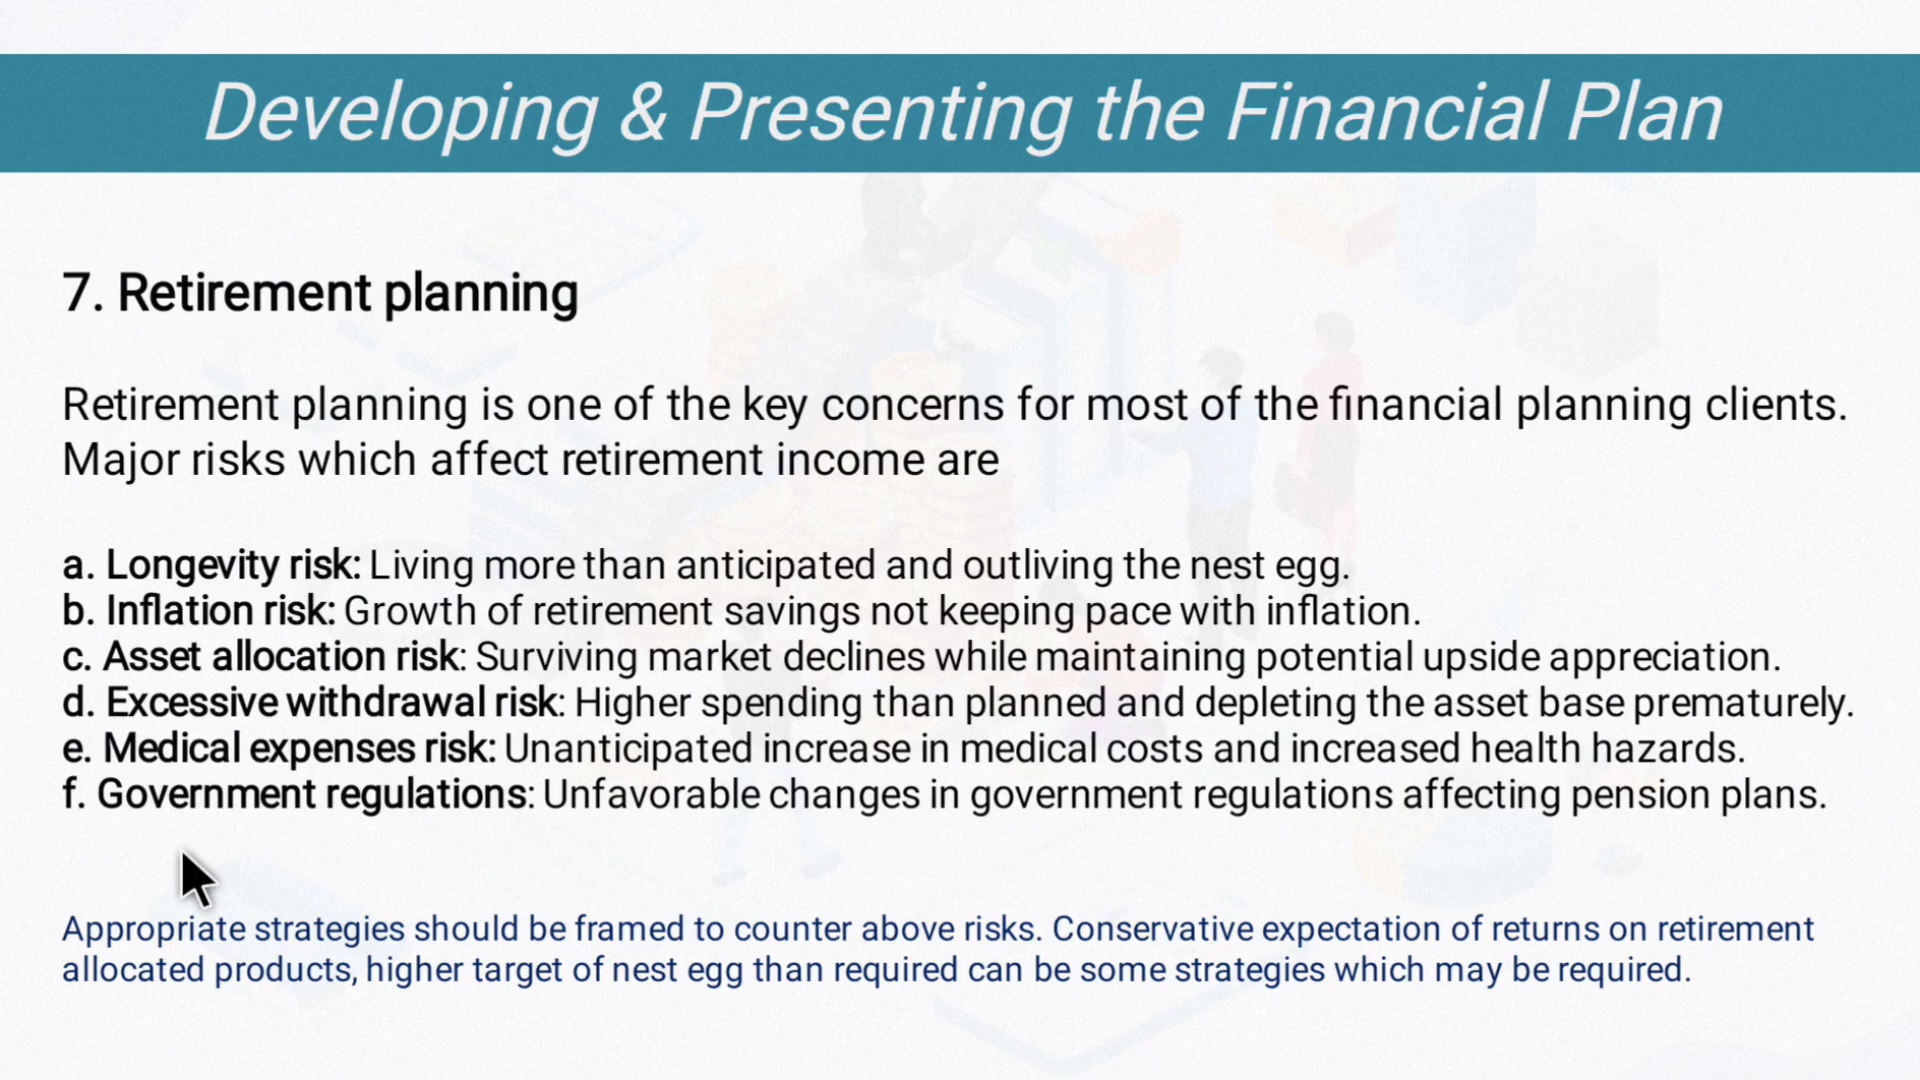 Developing & Presenting the Financial Plan
7. Retirement planning
Retirement planning is one of the key concerns for most of the financial planning clients.
Major risks which affect retirement income are
a. Longevity risk: Living more than anticipated and outliving the nest egg.
b. Inflation risk: Growth of retirement savings not keeping pace with inflation.
c. Asset allocation risk: Surviving market declines while maintaining potential upside appreciation.
d. Excessive withdrawal risk: Higher spending than planned and depleting the asset base prematurely.
e. Medical expenses risk: Unanticipated increase in medical costs and increased health hazards.
f. Government regulations: Unfavorable changes in government regulations affecting pension plans.
Appropriate strategies should be framed to counter above risks. Conservative expectation of returns on retirement
allocated products, higher target of nest egg than required can be some strategies which may be required.